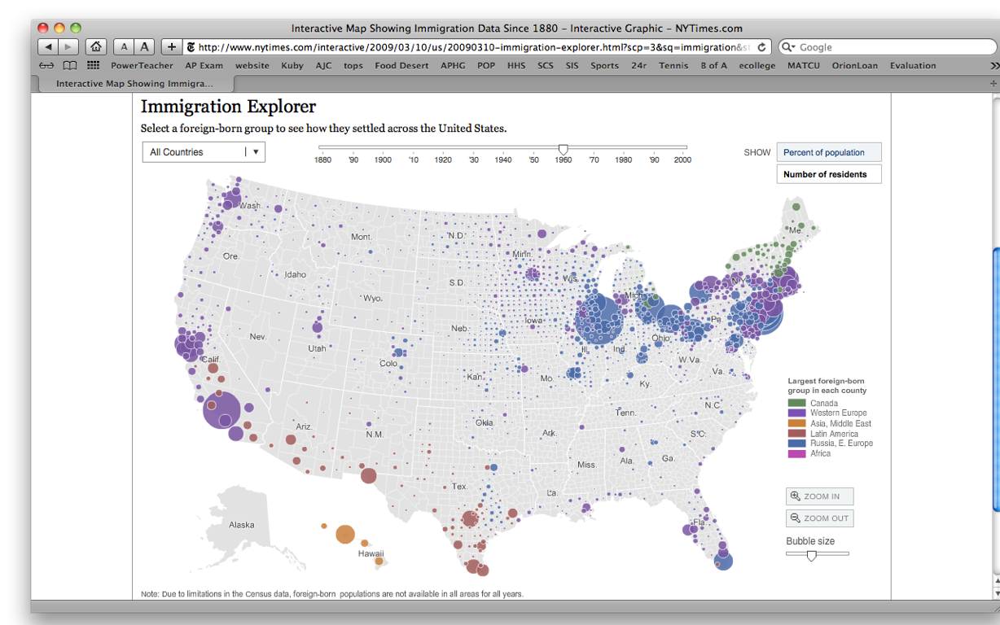 Interactive Map Showing Immigration Data Since 1880 – Interactive Graphic – NYTimes.com
A A + http://www.nytimes.com/interactive/2009/03/10/us/20090310-immigration-explorer.html?scp=3&sq=immigration&s Google
PowerTeacher AP Exam website Kuby AJC tops Food Desert APHG POP HHS SCS SIS Sports 24r Tennis B of A ecollege MATCU OrionLoan Evaluation
Interactive Map Showing Immigra...
Immigration Explorer
Select a foreign-born group to see how they settled across the United States.
All Countries
1880 '90 1900 '10 1920 '30 1940 '50 1960 '70 1980 '90 2000
SHOW
Percent of population
Number of residents
Wash.
Mont.
N.D.
Minn.
Me.
Ore.
Idaho
S.D.
Wis.
Mich.
N.Y.
Wyo.
Iowa
Neb.
Pa.
Nev.
Utah
Ill.
Ind.
Ohio
Calif.
Colo.
Kan.
Mo.
W.Va.
Va.
Ky.
Ariz.
N.M.
Okla.
Ark.
Tenn.
N.C.
S.C.
Miss.
Ala.
Ga.
Tex.
La.
Fla.
Alaska
Hawaii
Largest foreign-born
group in each county
Canada
Western Europe
Asia, Middle East
Latin America
Russia, E. Europe
Africa
ZOOM IN
ZOOM OUT
Bubble size
Note: Due to limitations in the Census data, foreign-born populations are not available in all areas for all years.